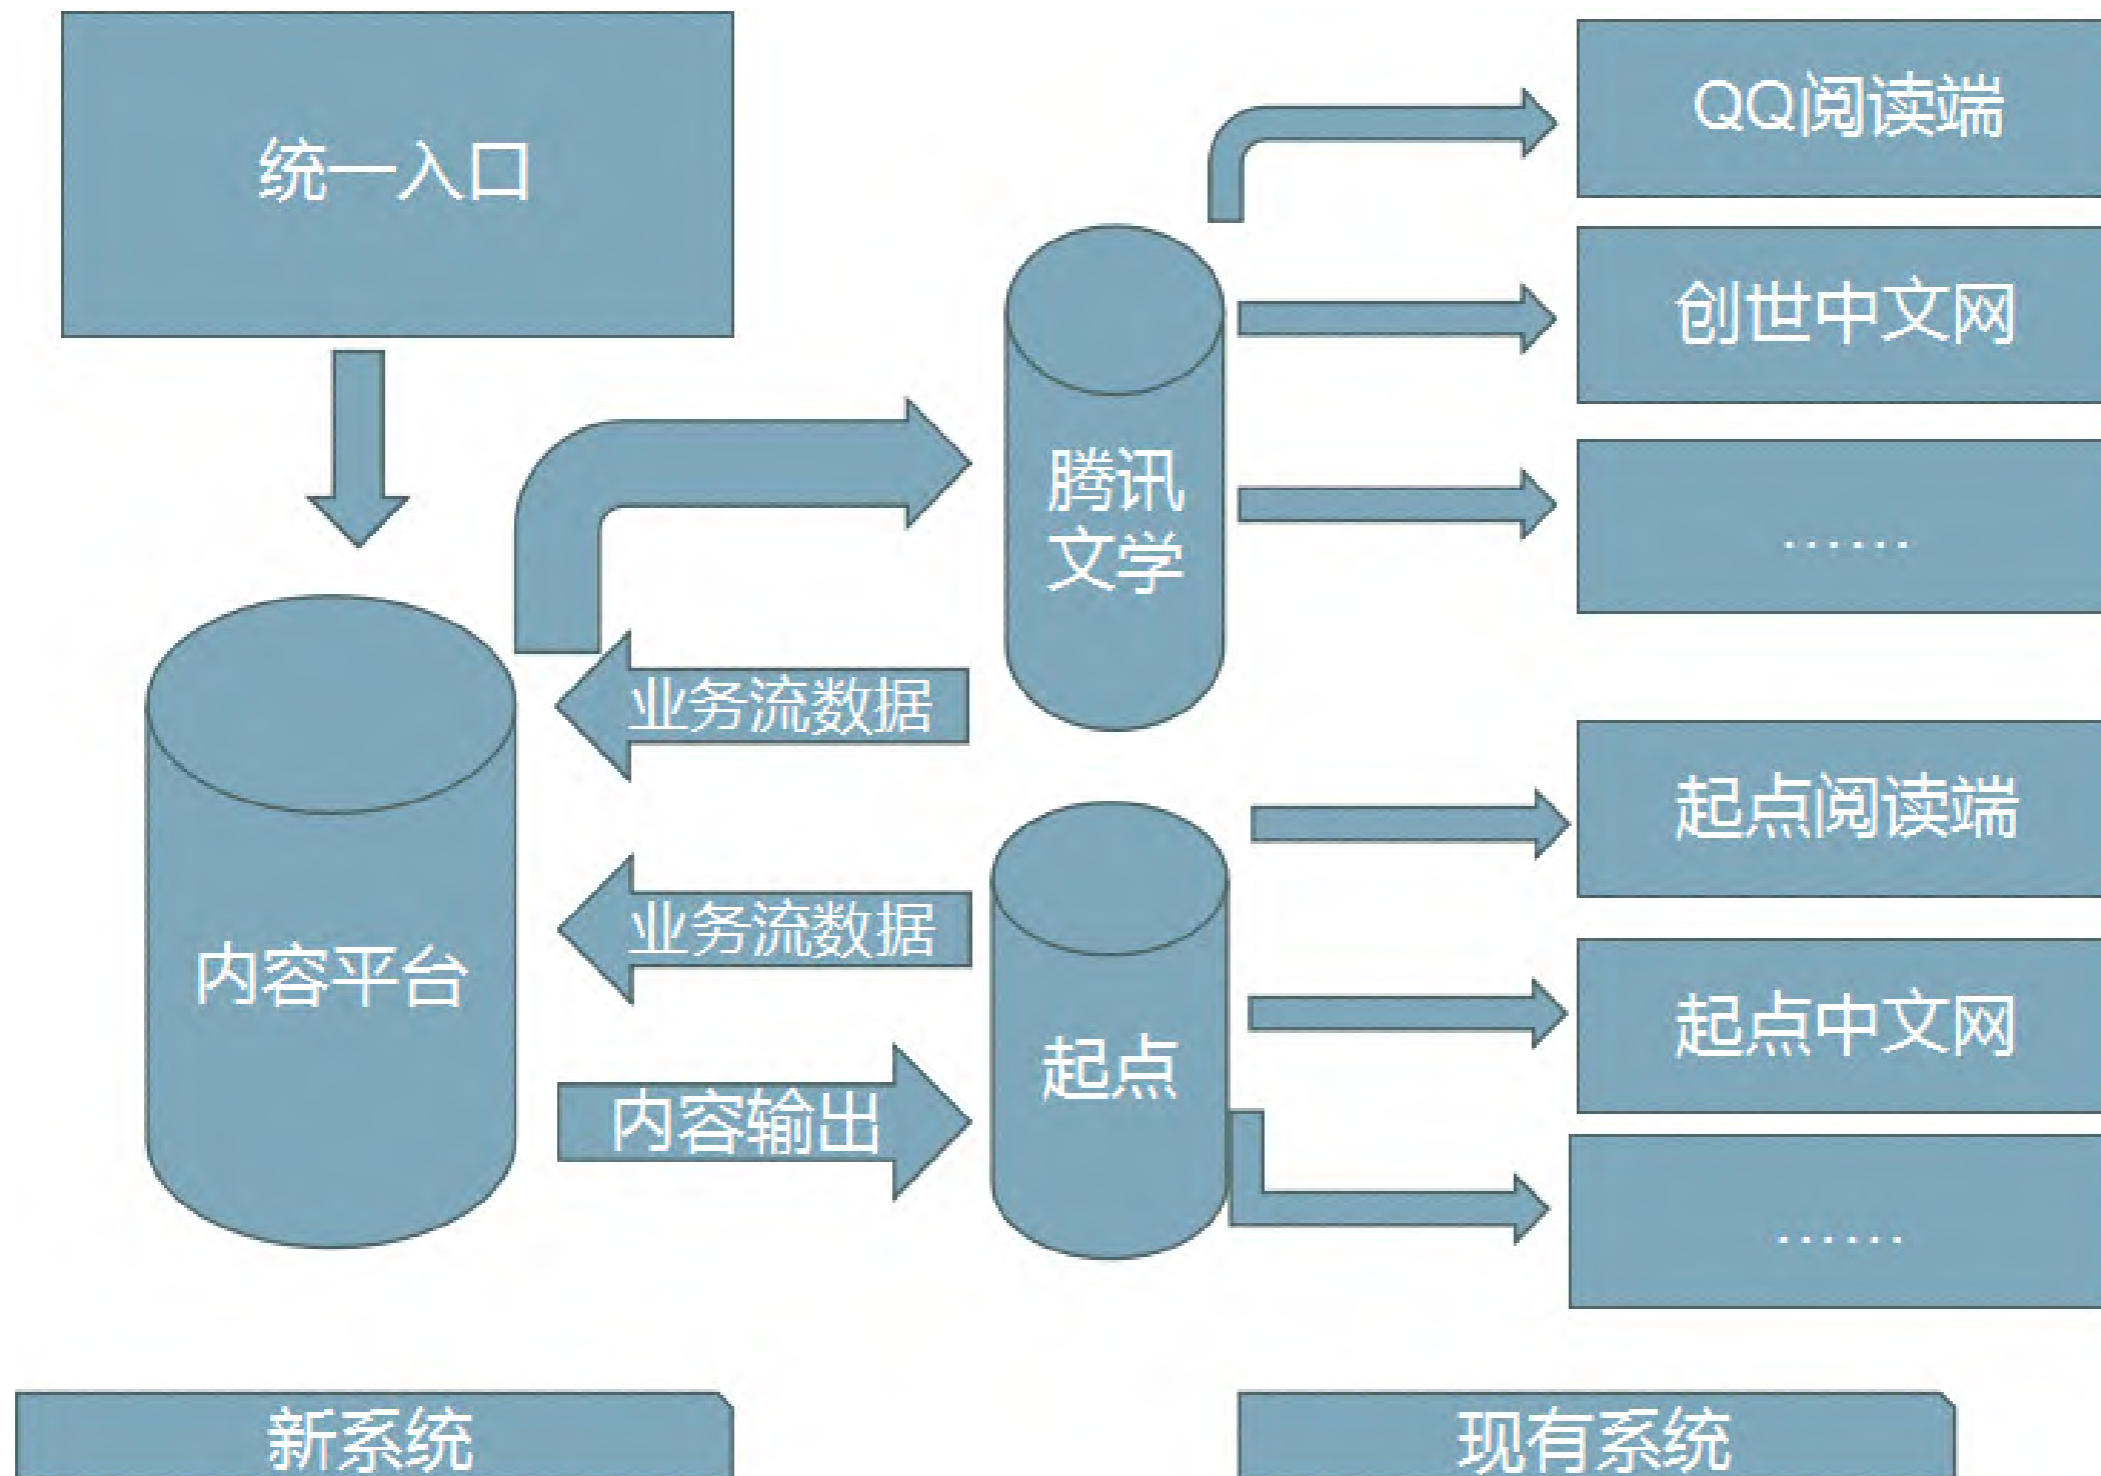 统一入口
QQ阅读端
创世中文网
腾讯
文学
……
业务流数据
起点阅读端
业务流数据
内容平台
起点中文网
起点
内容输出
……
新系统
现有系统